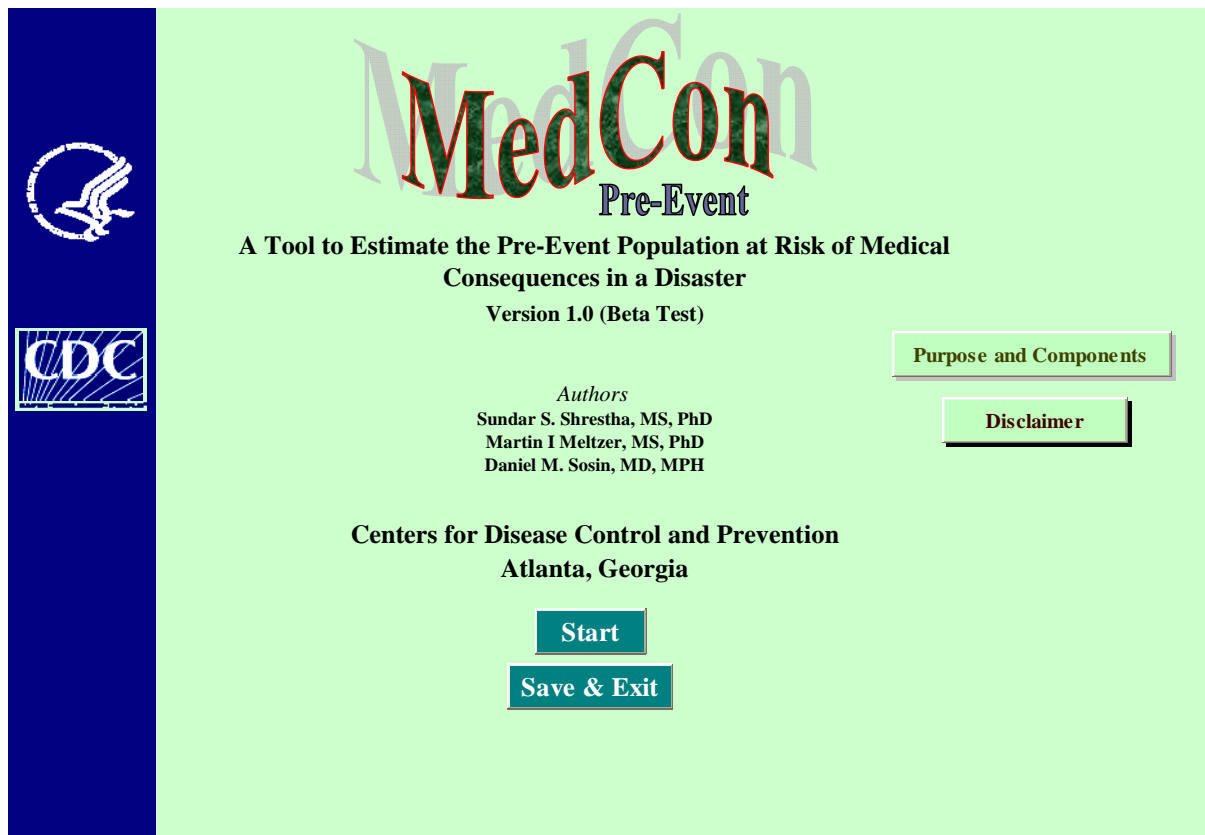 MedCon
Pre-Event
A Tool to Estimate the Pre-Event Population at Risk of Medical
Consequences in a Disaster
Version 1.0 (Beta Test)
CDC
Purpose and Components
Disclaimer
Authors
Sundar S. Shrestha, MS, PhD
Martin I Meltzer, MS, PhD
Daniel M. Sosin, MD, MPH
Centers for Disease Control and Prevention
Atlanta, Georgia
Start
Save & Exit